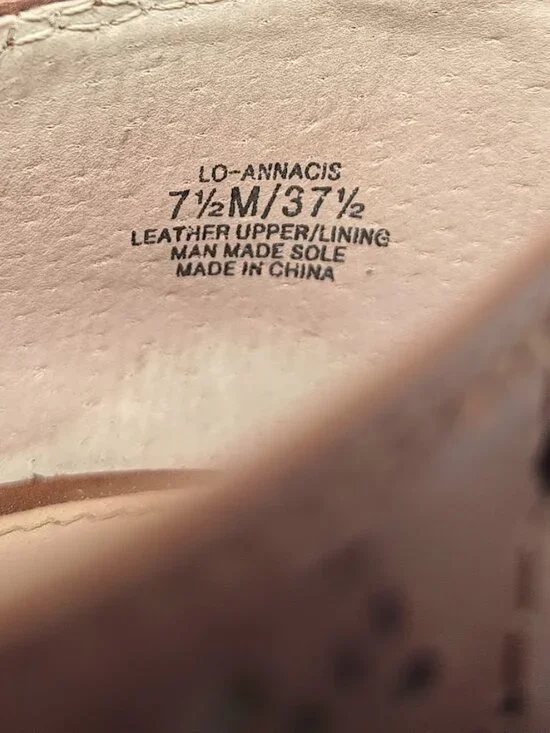 LO-ANNACIS
7½M/37½
LEATHER UPPER/LINING
MAN MADE SOLE
MADE IN CHINA